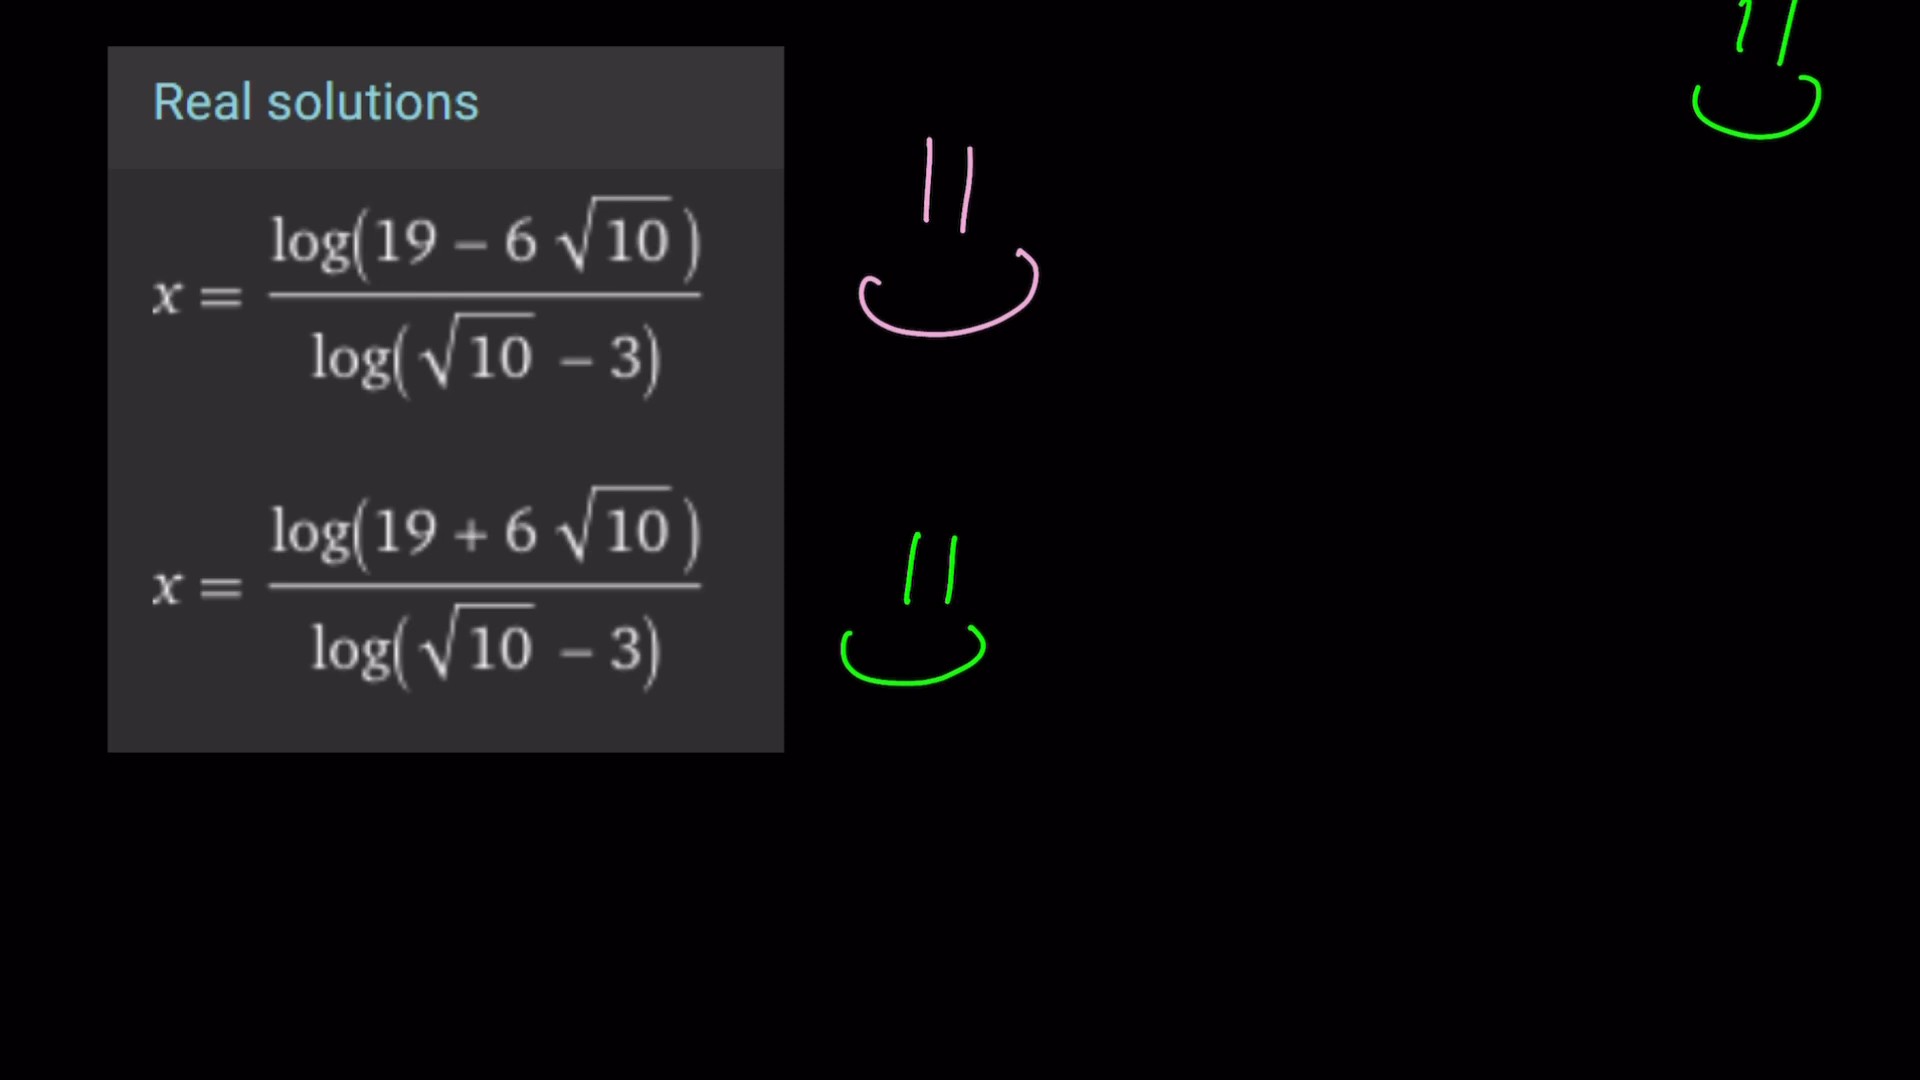 Real solutions
x = log(19 − 6 √10) / log(√10 − 3)
x = log(19 + 6 √10) / log(√10 − 3)